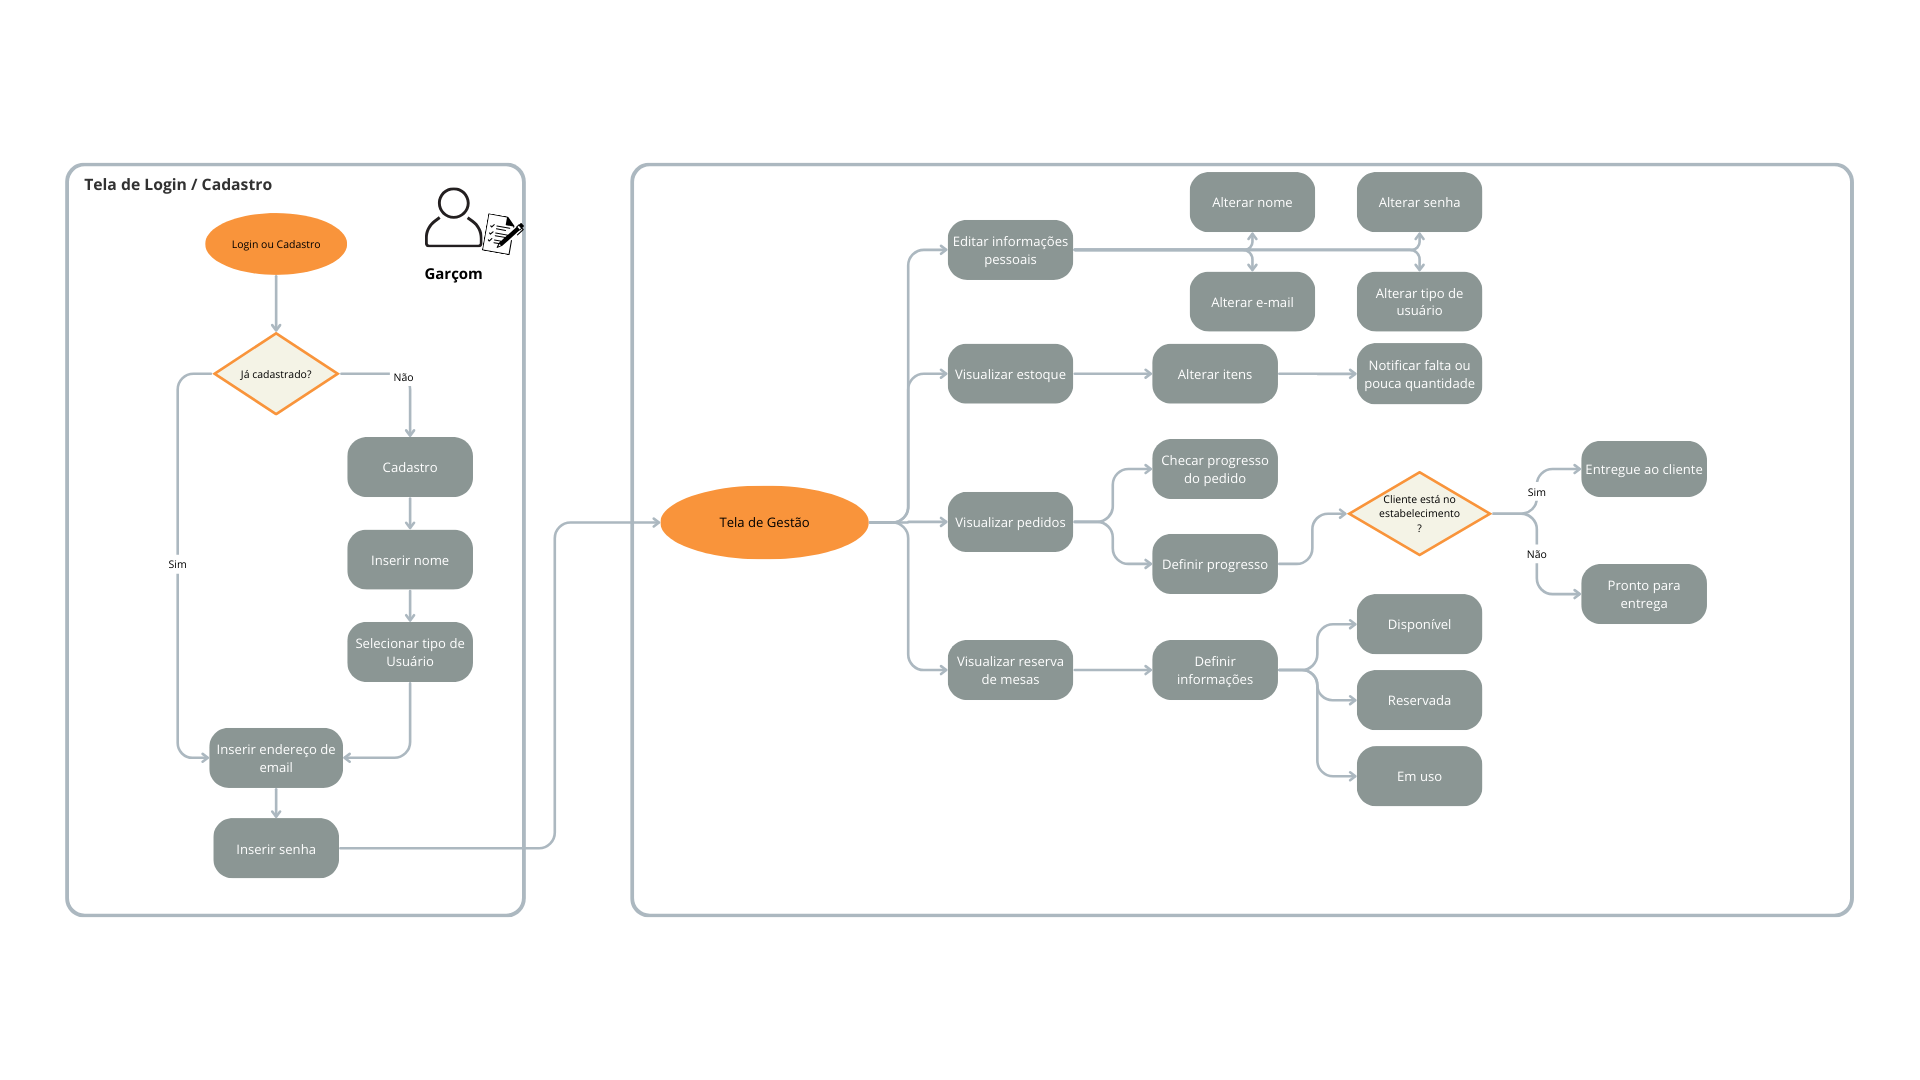 Tela de Login / Cadastro
Login ou Cadastro
Garçom
Já cadastrado?
Não
Cadastro
Inserir nome
Sim
Selecionar tipo de
Usuário
Inserir endereço de
email
Inserir senha
Tela de Gestão
Editar informações
pessoais
Alterar nome
Alterar senha
Alterar e-mail
Alterar tipo de
usuário
Visualizar estoque
Alterar itens
Notificar falta ou
pouca quantidade
Visualizar pedidos
Checar progresso
do pedido
Definir progresso
Cliente está no
estabelecimento
?
Sim
Entregue ao cliente
Não
Pronto para
entrega
Visualizar reserva
de mesas
Definir
informações
Disponível
Reservada
Em uso